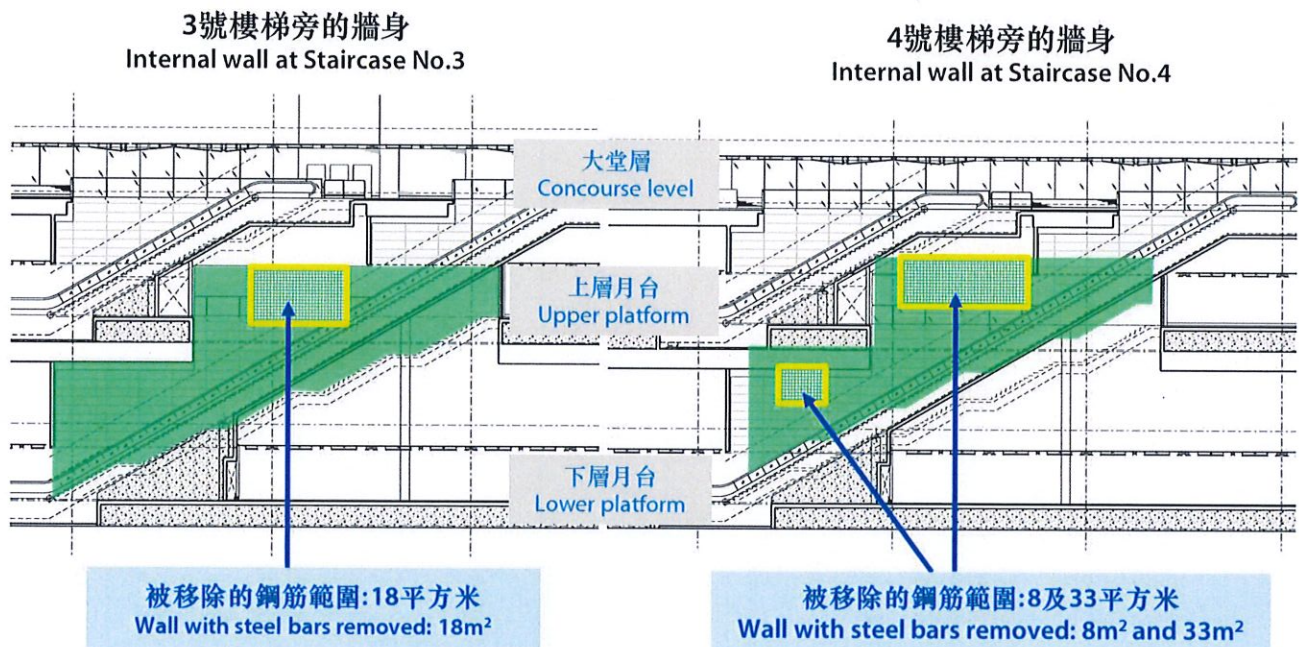 3號樓梯旁的牆身
Internal wall at Staircase No.3
4號樓梯旁的牆身
Internal wall at Staircase No.4
大堂層
Concourse level
上層月台
Upper platform
下層月台
Lower platform
被移除的鋼筋範圍:18平方米
Wall with steel bars removed: 18m²
被移除的鋼筋範圍:8及33平方米
Wall with steel bars removed: 8m² and 33m²